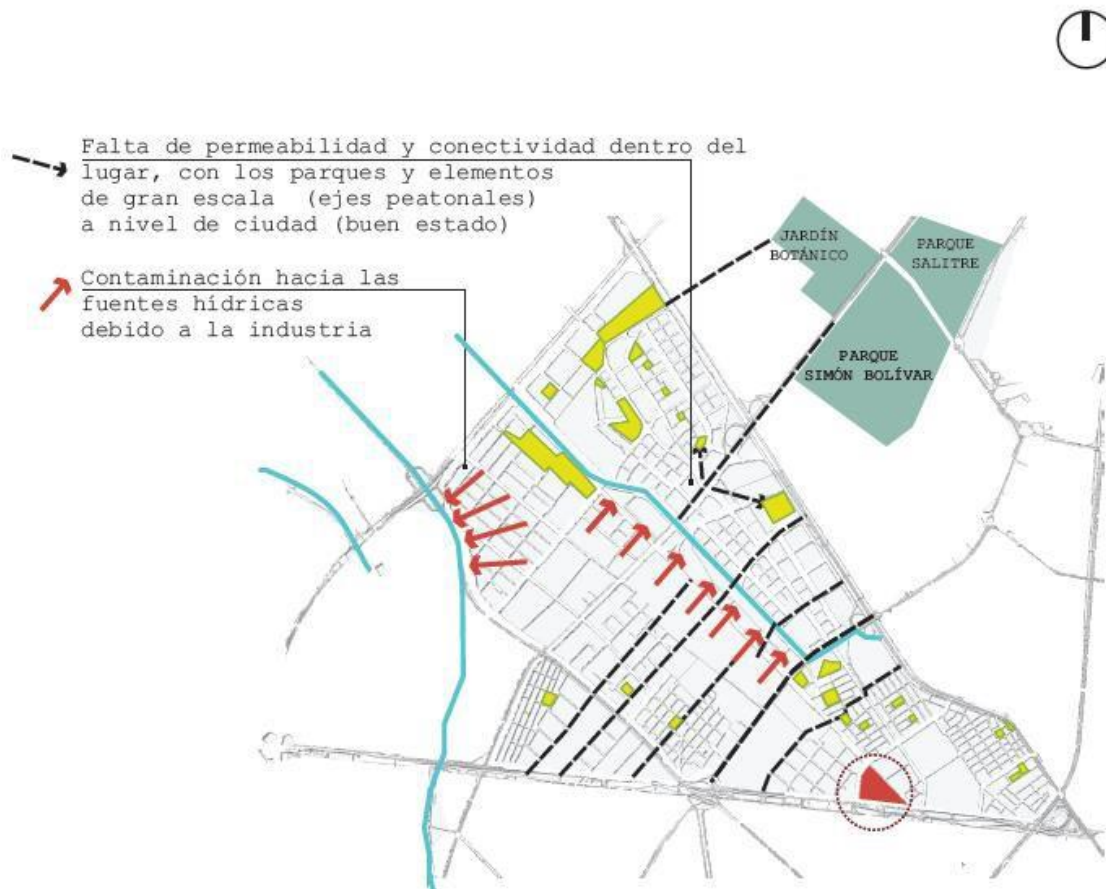 Falta de permeabilidad y conectividad dentro del
lugar, con los parques y elementos
de gran escala (ejes peatonales)
a nivel de ciudad (buen estado)
Contaminación hacia las
fuentes hídricas
debido a la industria
JARDÍN
BOTÁNICO
PARQUE
SALITRE
PARQUE
SIMÓN BOLÍVAR